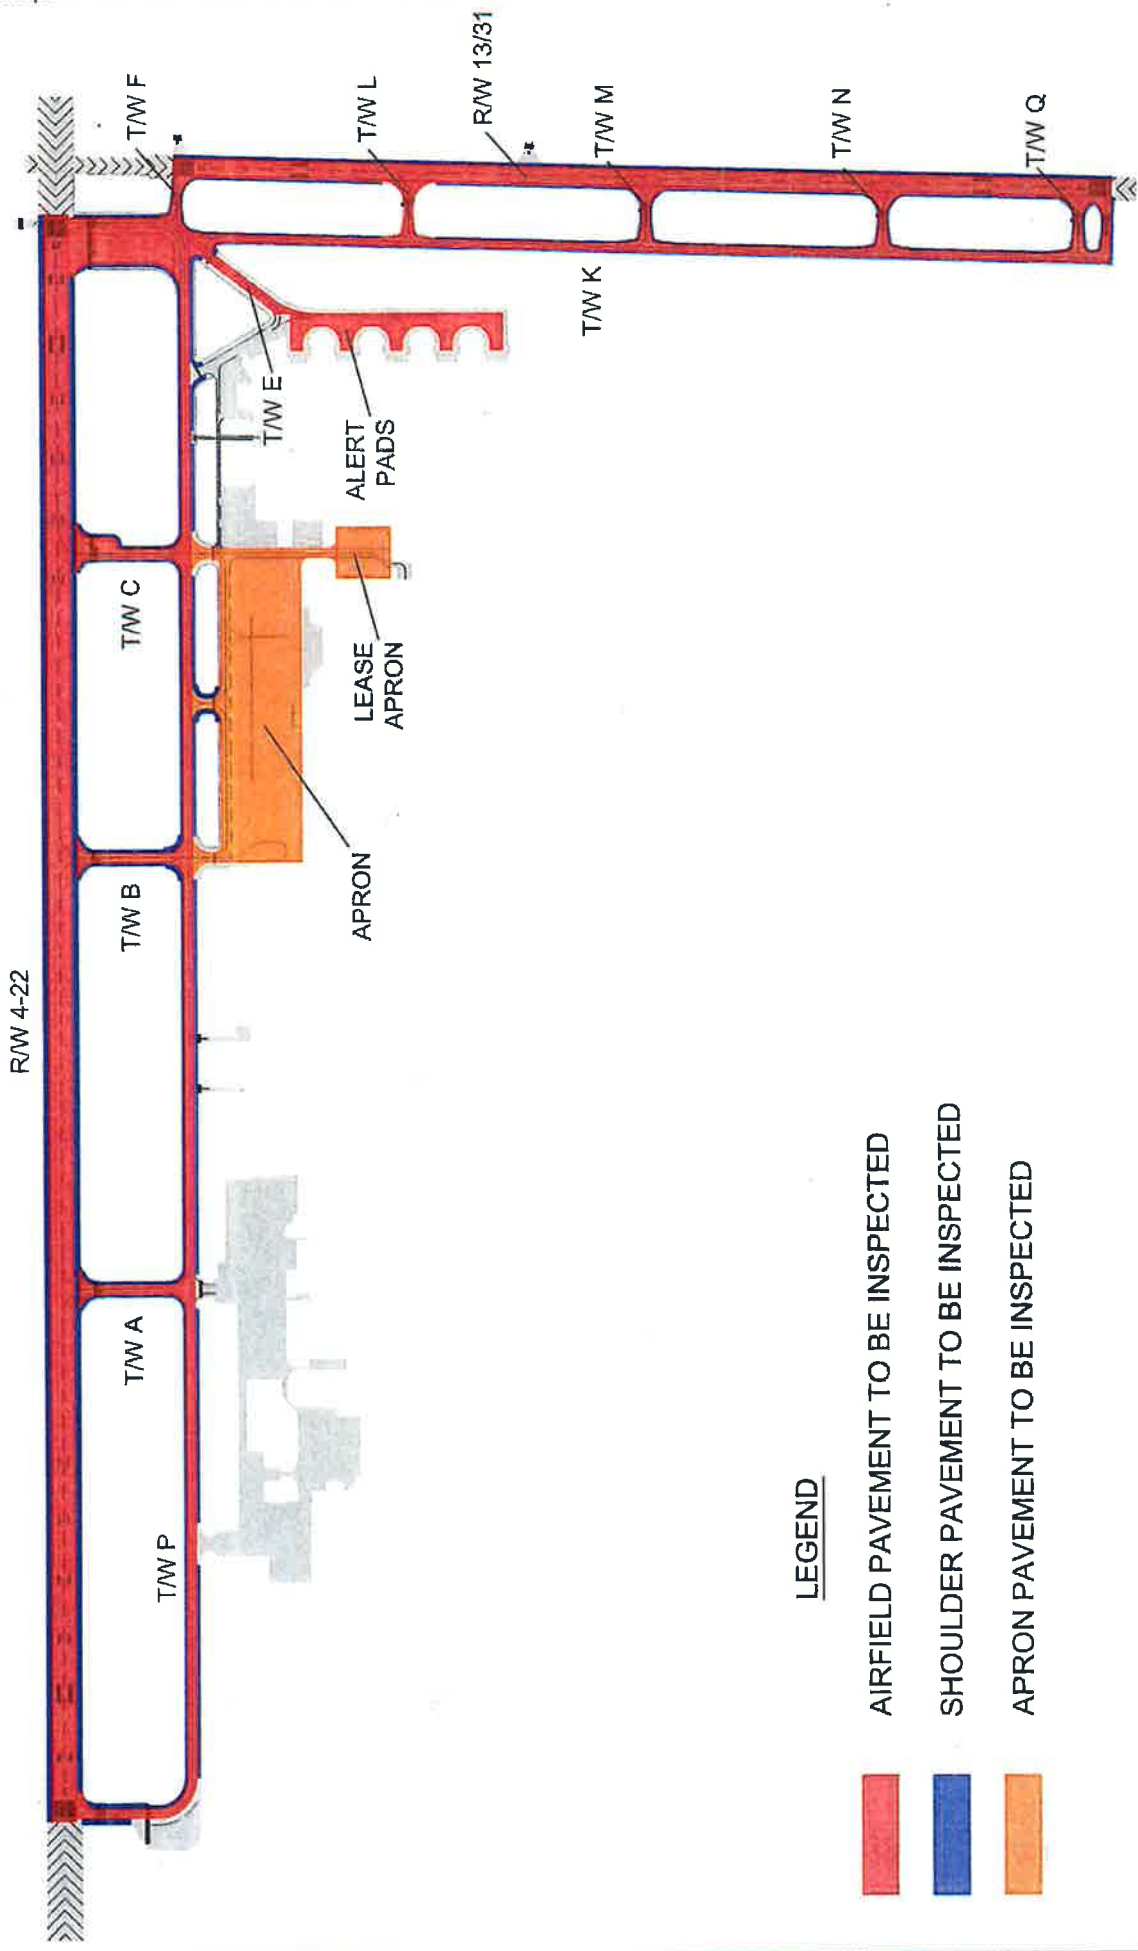 R/W 4-22
T/W P
T/W A
T/W B
T/W C
T/W F
T/W L
R/W 13/31
T/W M
T/W N
T/W Q
T/W K
T/W E
ALERT
PADS
LEASE
APRON
APRON
LEGEND
AIRFIELD PAVEMENT TO BE INSPECTED
SHOULDER PAVEMENT TO BE INSPECTED
APRON PAVEMENT TO BE INSPECTED